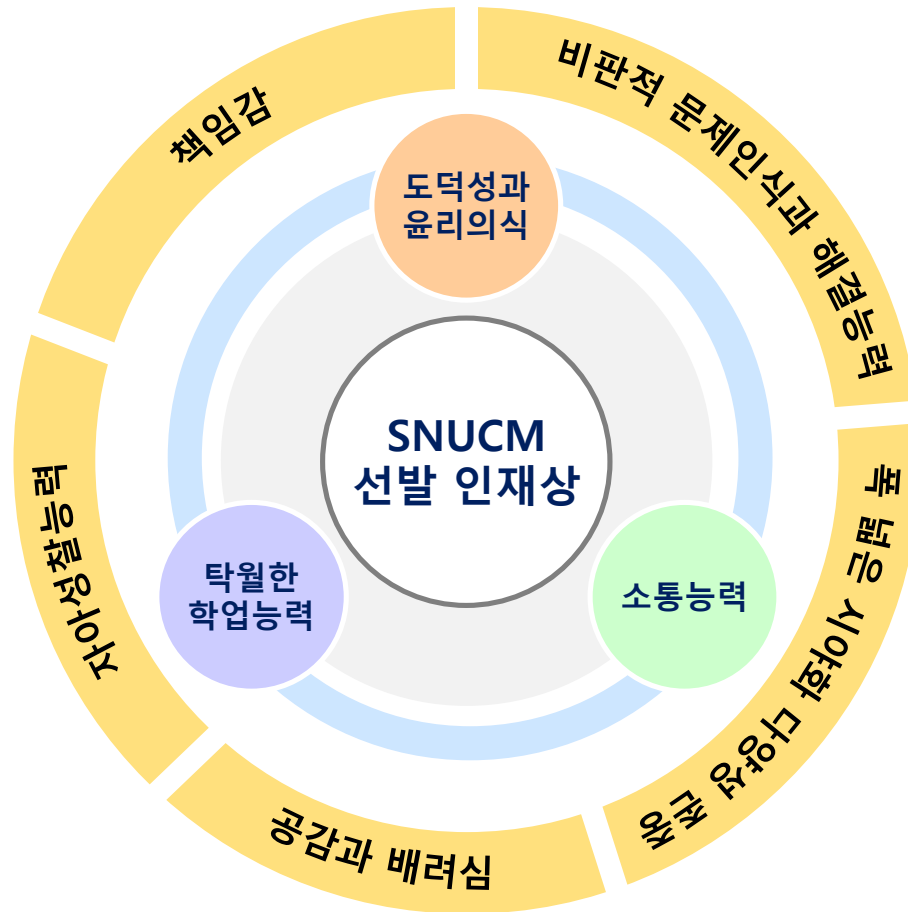 책임감
비판적 문제인식과 해결능력
도덕성과
윤리의식
SNUCM
선발 인재상
탁월한
학업능력
소통능력
자아성찰능력
폭 넓은 시야화 다양성 존중
공감과 배려심